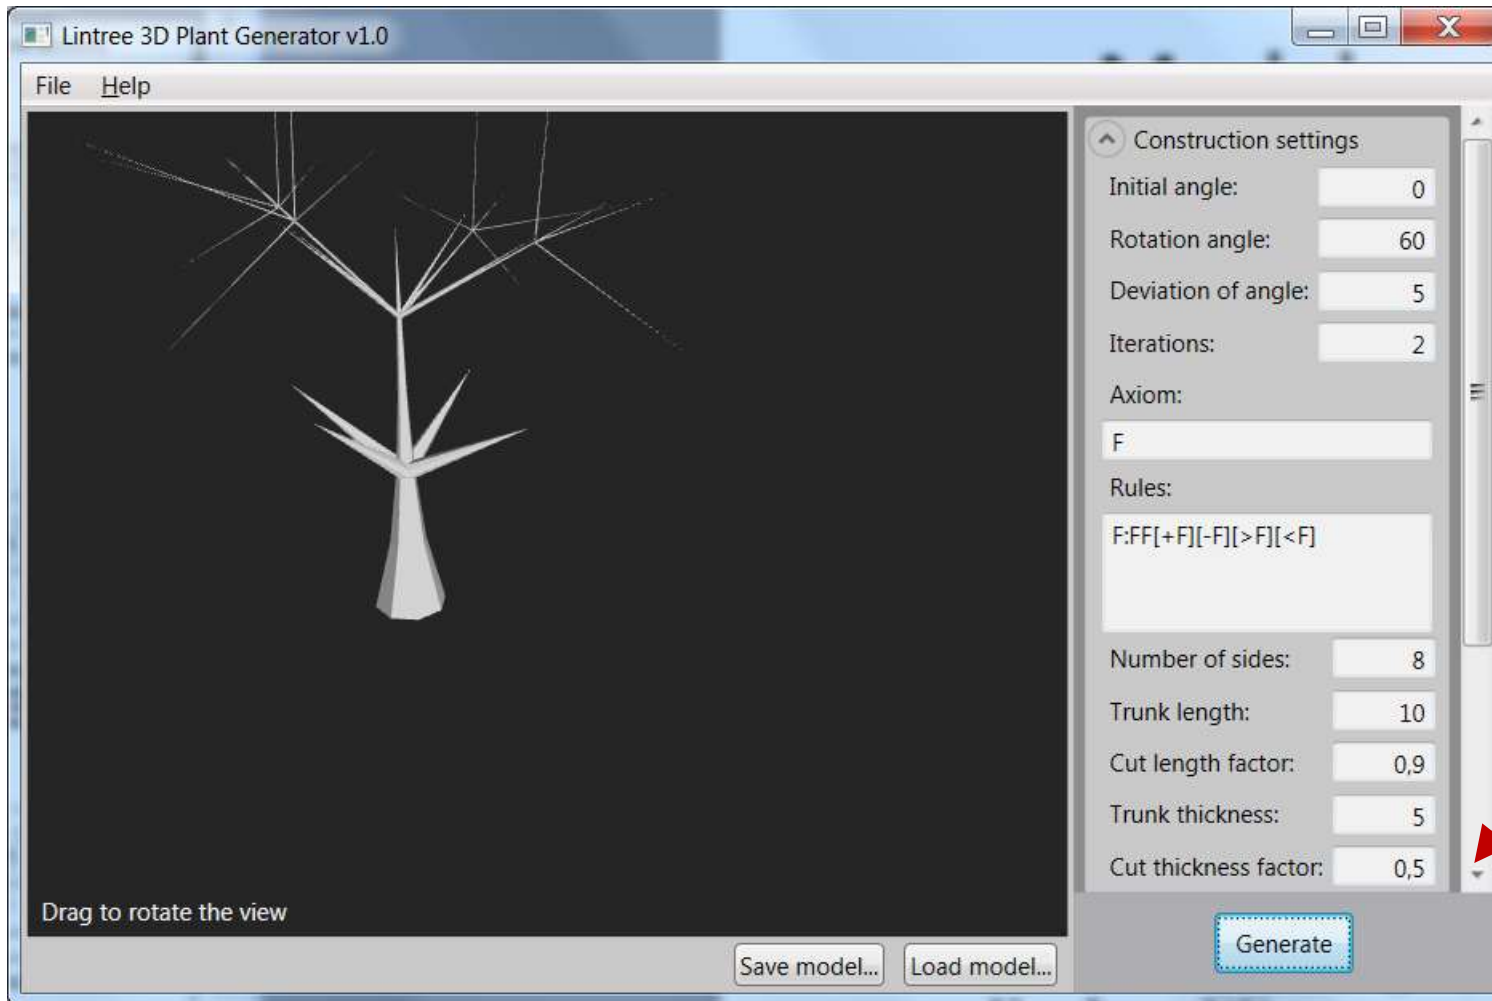 Lintree 3D Plant Generator v1.0
File Help
Construction settings
Initial angle: 0
Rotation angle: 60
Deviation of angle: 5
Iterations: 2
Axiom:
F
Rules:
F:FF[+F][-F][>F][<F]
Number of sides: 8
Trunk length: 10
Cut length factor: 0,9
Trunk thickness: 5
Cut thickness factor: 0,5
Drag to rotate the view
Generate
Save model... Load model...